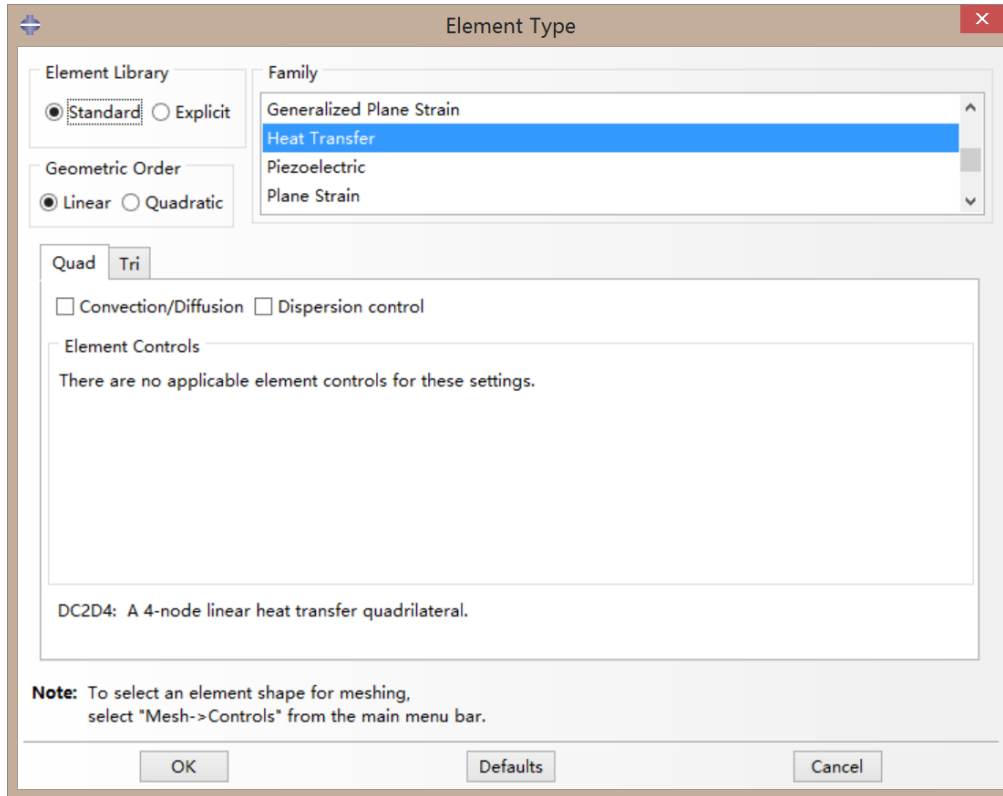 Element Type
Element Library
Standard Explicit
Family
Generalized Plane Strain
Heat Transfer
Piezoelectric
Plane Strain
Geometric Order
Linear Quadratic
Quad Tri
Convection/Diffusion Dispersion control
Element Controls
There are no applicable element controls for these settings.
DC2D4: A 4-node linear heat transfer quadrilateral.
Note: To select an element shape for meshing,
select "Mesh->Controls" from the main menu bar.
OK Defaults Cancel